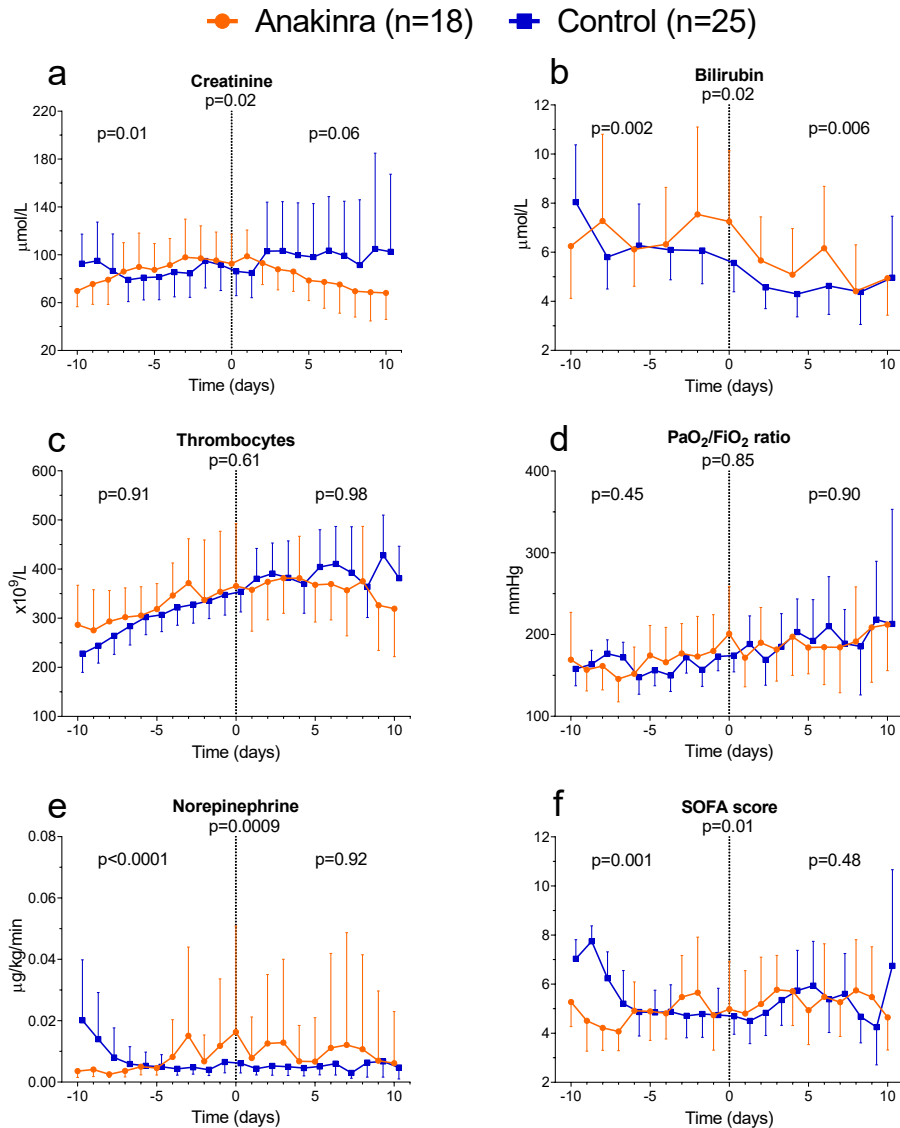 Anakinra (n=18) Control (n=25)
a
Creatinine
p=0.02
p=0.01 p=0.06
μmol/L
220
180
140
100
60
20
-10 -5 0 5 10
Time (days)
b
Bilirubin
p=0.02
p=0.002 p=0.006
μmol/L
12
10
8
6
4
2
-10 -5 0 5 10
Time (days)
c
Thrombocytes
p=0.61
p=0.91 p=0.98
x10⁹/L
600
500
400
300
200
100
-10 -5 0 5 10
Time (days)
d
PaO₂/FiO₂ ratio
p=0.85
p=0.45 p=0.90
mmHg
400
300
200
100
-10 -5 0 5 10
Time (days)
e
Norepinephrine
p=0.0009
p<0.0001 p=0.92
μg/kg/min
0.08
0.06
0.04
0.02
0.00
-10 -5 0 5 10
Time (days)
f
SOFA score
p=0.01
p=0.001 p=0.48
12
10
8
6
4
2
-10 -5 0 5 10
Time (days)